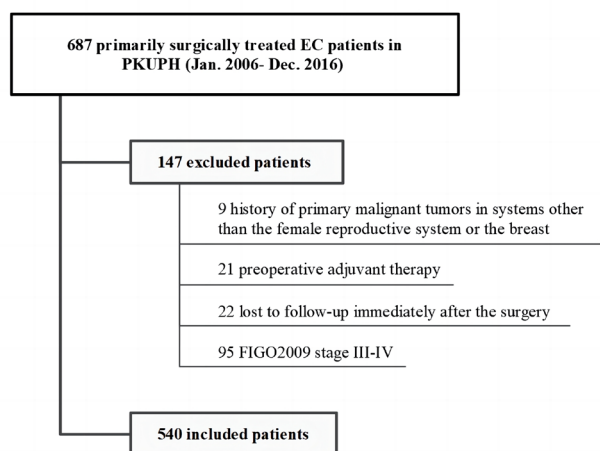 687 primarily surgically treated EC patients in
PKUPH (Jan. 2006- Dec. 2016)
147 excluded patients
9 history of primary malignant tumors in systems other
than the female reproductive system or the breast
21 preoperative adjuvant therapy
22 lost to follow-up immediately after the surgery
95 FIGO2009 stage III-IV
540 included patients